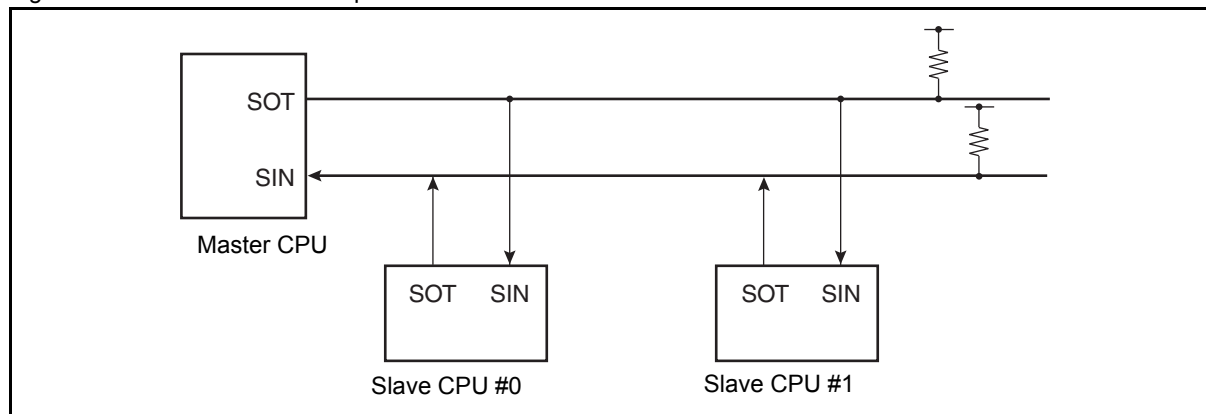 SOT
SIN
Master CPU
SOT SIN
Slave CPU #0
SOT SIN
Slave CPU #1